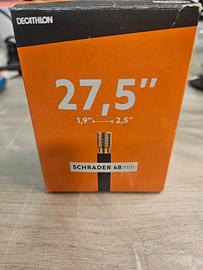 DECATHLON
27,5"
1,9" 2,5"
SCHRADER 48mm